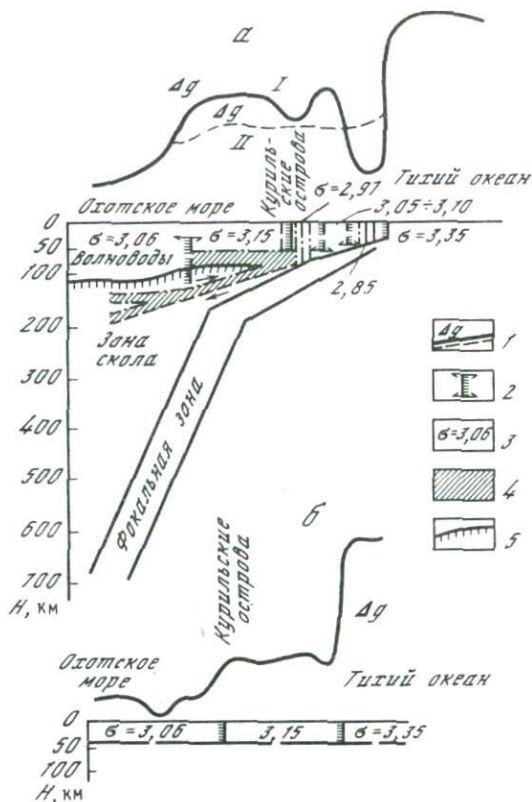 а
Δg
I
Δg
II
Куриль-
ские
острова
Охотское море
σ=2,97
Тихий океан
3,05÷3,10
0
σ=3,06
σ=3,15
σ=3,35
50
Волноводы
100
2,85
200
Зона
скола
300
400
500
600
700
H, км
Фокальная зона
Δg
1
2
σ=3,06
3
4
5
б
Курильские
острова
Δg
Охотское
море
Тихий океан
0
σ=3,06
3,15
σ=3,35
50
100
H, км